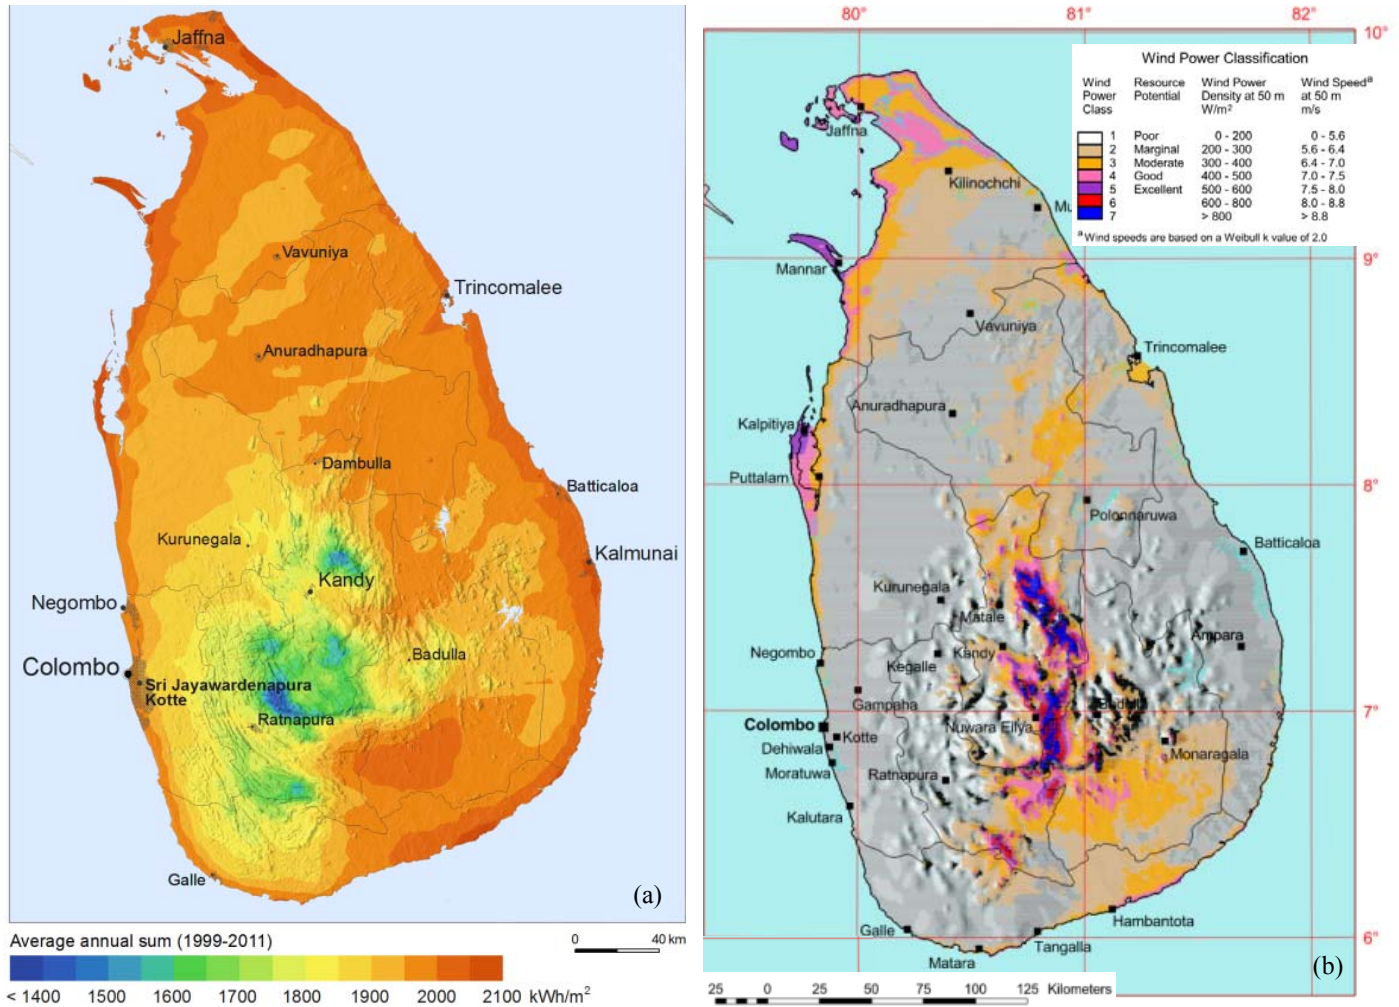 Jaffna
Vavuniya
Trincomalee
Anuradhapura
Dambulla
Batticaloa
Kurunegala
Kalmunai
Kandy
Negombo
Badulla
Colombo
Sri Jayawardenapura
Kotte
Ratnapura
Galle
(a)
Average annual sum (1999-2011)
0 40 km
< 1400 1500 1600 1700 1800 1900 2000 2100 kWh/m²
80° 81° 82°
10°
Wind Power Classification
Wind Power Class
Resource Potential
Wind Power Density at 50 m W/m²
Wind Speedᵃ at 50 m m/s
1 Poor 0 - 200 0 - 5.6
2 Marginal 200 - 300 5.6 - 6.4
3 Moderate 300 - 400 6.4 - 7.0
4 Good 400 - 500 7.0 - 7.5
5 Excellent 500 - 600 7.5 - 8.0
6 600 - 800 8.0 - 8.8
7 > 800 > 8.8
ᵃWind speeds are based on a Weibull k value of 2.0
Jaffna
Kilinochchi
Mu
9°
Mannar
Vavuniya
Trincomalee
Anuradhapura
Kalpitiya
8°
Puttalam
Polonnaruwa
Batticaloa
Kurunegala
Matale
Ampara
Negombo
Kandy
Kegalle
7°
Gampaha
Badulla
Colombo
Nuwara Eliya
Kotte
Dehiwala
Monaragala
Moratuwa
Ratnapura
Kalutara
Hambantota
Galle
6°
Tangalla
Matara
(b)
25 0 25 50 75 100 125 Kilometers